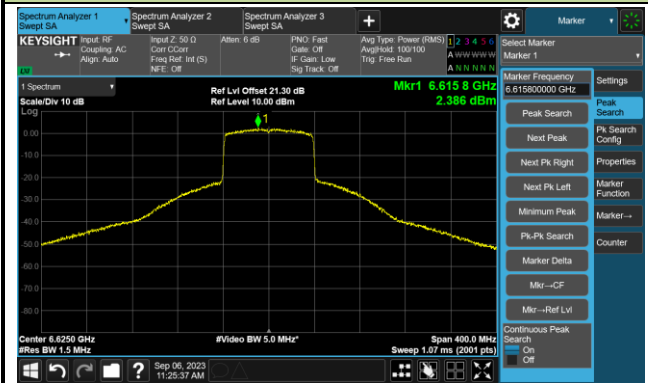 Spectrum Analyzer 1
Swept SA
Spectrum Analyzer 2
Swept SA
Spectrum Analyzer 3
Swept SA
+
Marker
KEYSIGHT
Input: RF
Coupling: AC
Align: Auto
Input Z: 50 Ω
Corr CCorr
Freq Ref: Int (S)
NFE: Off
Atten: 6 dB
PNO: Fast
Gate: Off
IF Gain: Low
Sig Track: Off
Avg Type: Power (RMS)
Avg|Hold: 100/100
Trig: Free Run
1 2 3 4 5 6
A W W W W W
A N N N N N
LXI
Select Marker
Marker 1
1 Spectrum
Scale/Div 10 dB
Log
Ref Lvl Offset 21.30 dB
Ref Level 10.00 dBm
Mkr1 6.615 8 GHz
2.386 dBm
1
0.00
-10.0
-20.0
-30.0
-40.0
-50.0
-60.0
-70.0
-80.0
Center 6.6250 GHz
#Res BW 1.5 MHz
#Video BW 5.0 MHz*
Span 400.0 MHz
Sweep 1.07 ms (2001 pts)
Marker Frequency
6.615800000 GHz
Peak Search
Next Peak
Next Pk Right
Next Pk Left
Minimum Peak
Pk-Pk Search
Marker Delta
Mkr→CF
Mkr→Ref Lvl
Continuous Peak
Search
On
Off
Settings
Peak
Search
Pk Search
Config
Properties
Marker
Function
Marker→
Counter
?
Sep 06, 2023
11:25:37 AM